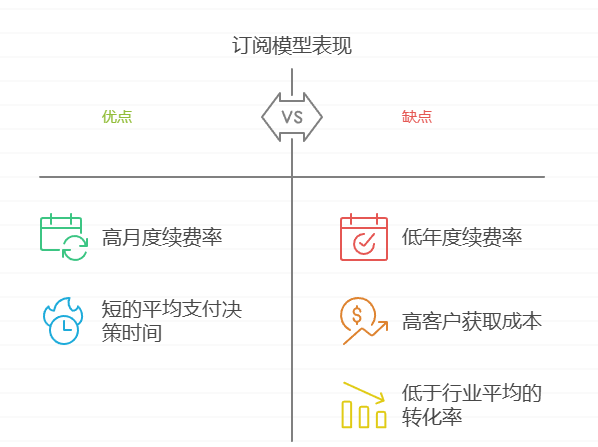 订阅模型表现
优点
VS
缺点
高月度续费率
短的平均支付决
策时间
低年度续费率
高客户获取成本
低于行业平均的
转化率